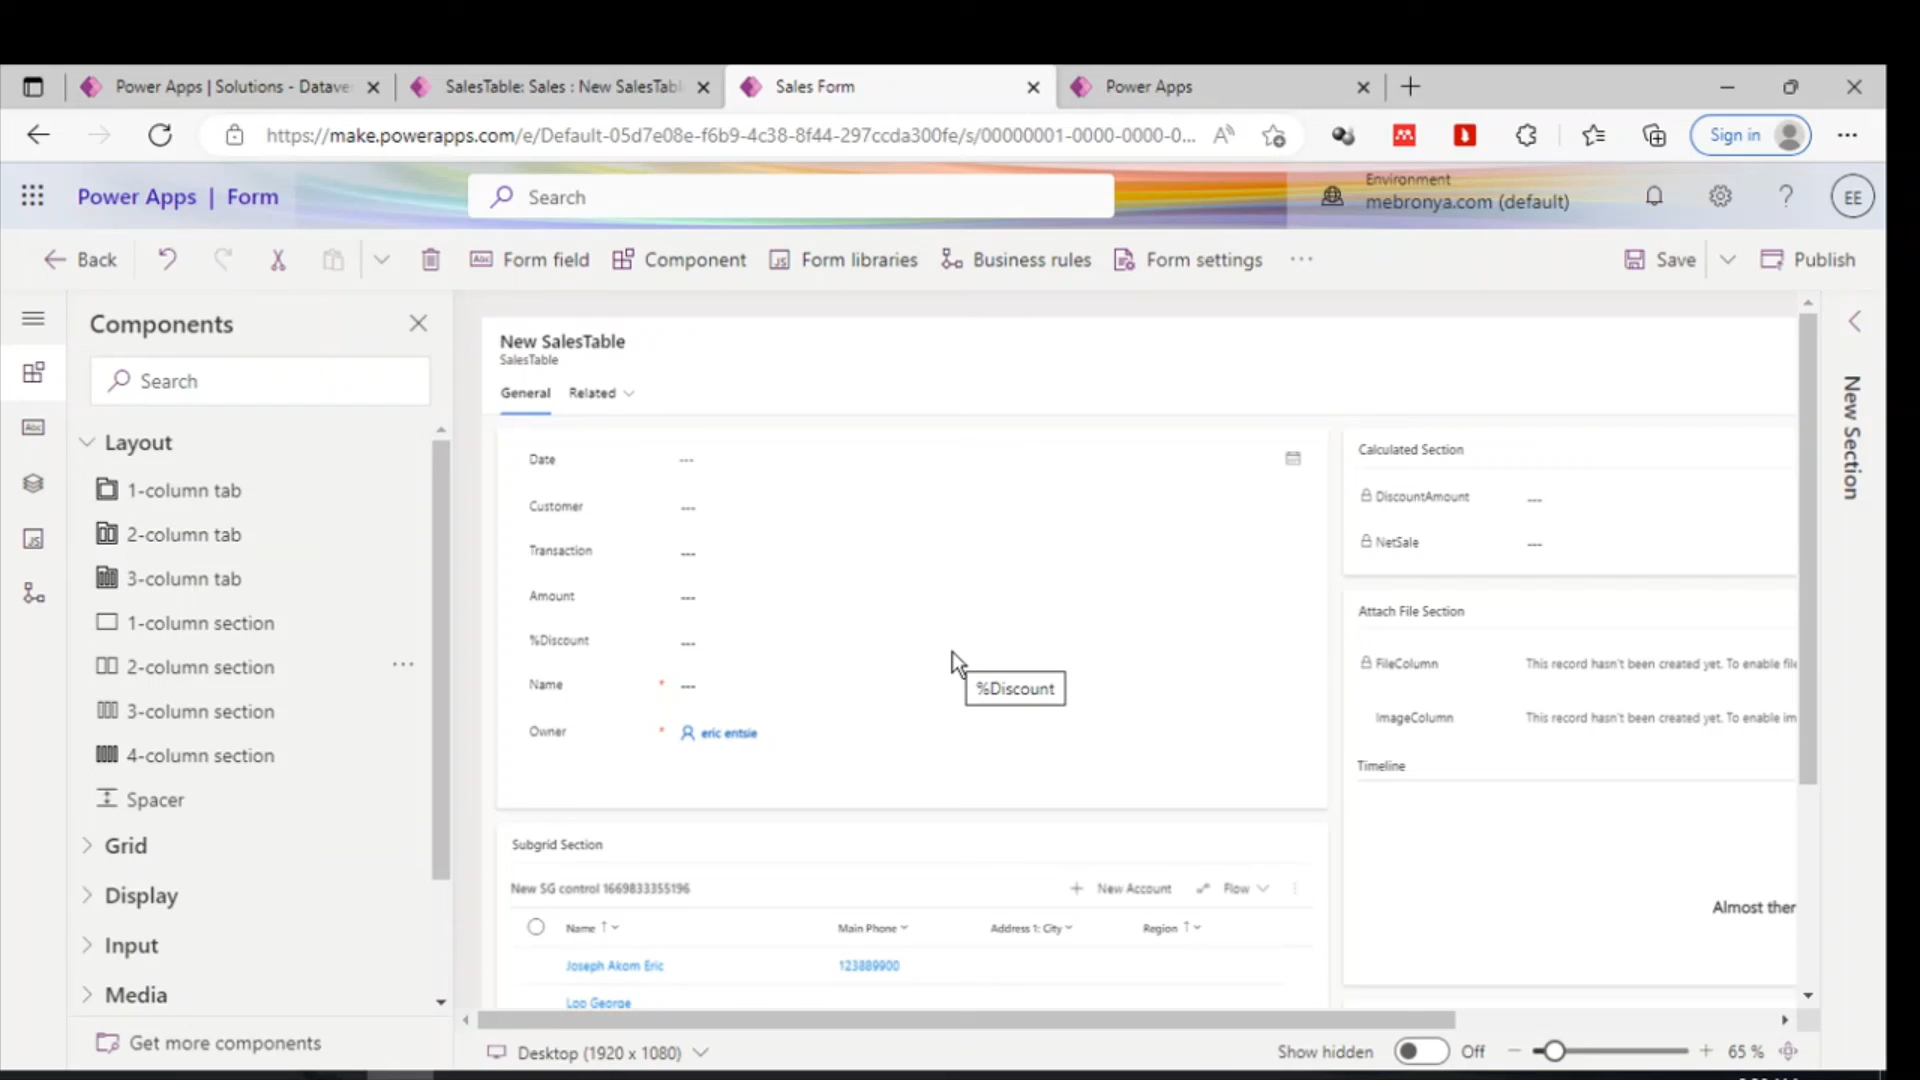 Power Apps | Solutions - Datave
SalesTable: Sales : New SalesTabl
Sales Form
Power Apps
https://make.powerapps.com/e/Default-05d7e08e-f6b9-4c38-8f44-297ccda300fe/s/00000001-0000-0000-0...
Sign in
Power Apps | Form
Search
Environment
mebronya.com (default)
EE
Back
Form field
Component
Form libraries
Business rules
Form settings
Save
Publish
Components
Search
Layout
1-column tab
2-column tab
3-column tab
1-column section
2-column section
3-column section
4-column section
Spacer
Grid
Display
Input
Media
Get more components
New SalesTable
SalesTable
General
Related
Date ---
Customer ---
Transaction ---
Amount ---
%Discount ---
Name * ---
Owner * eric entsie
%Discount
Subgrid Section
New SG control 1669833355196
+ New Account
Flow
Name
Main Phone
Address 1: City
Region
Joseph Akom Eric
123889900
Loo George
Calculated Section
DiscountAmount ---
NetSale ---
Attach File Section
FileColumn
This record hasn't been created yet. To enable file
ImageColumn
This record hasn't been created yet. To enable im
Timeline
Almost ther
New Section
Desktop (1920 x 1080)
Show hidden
Off
65 %